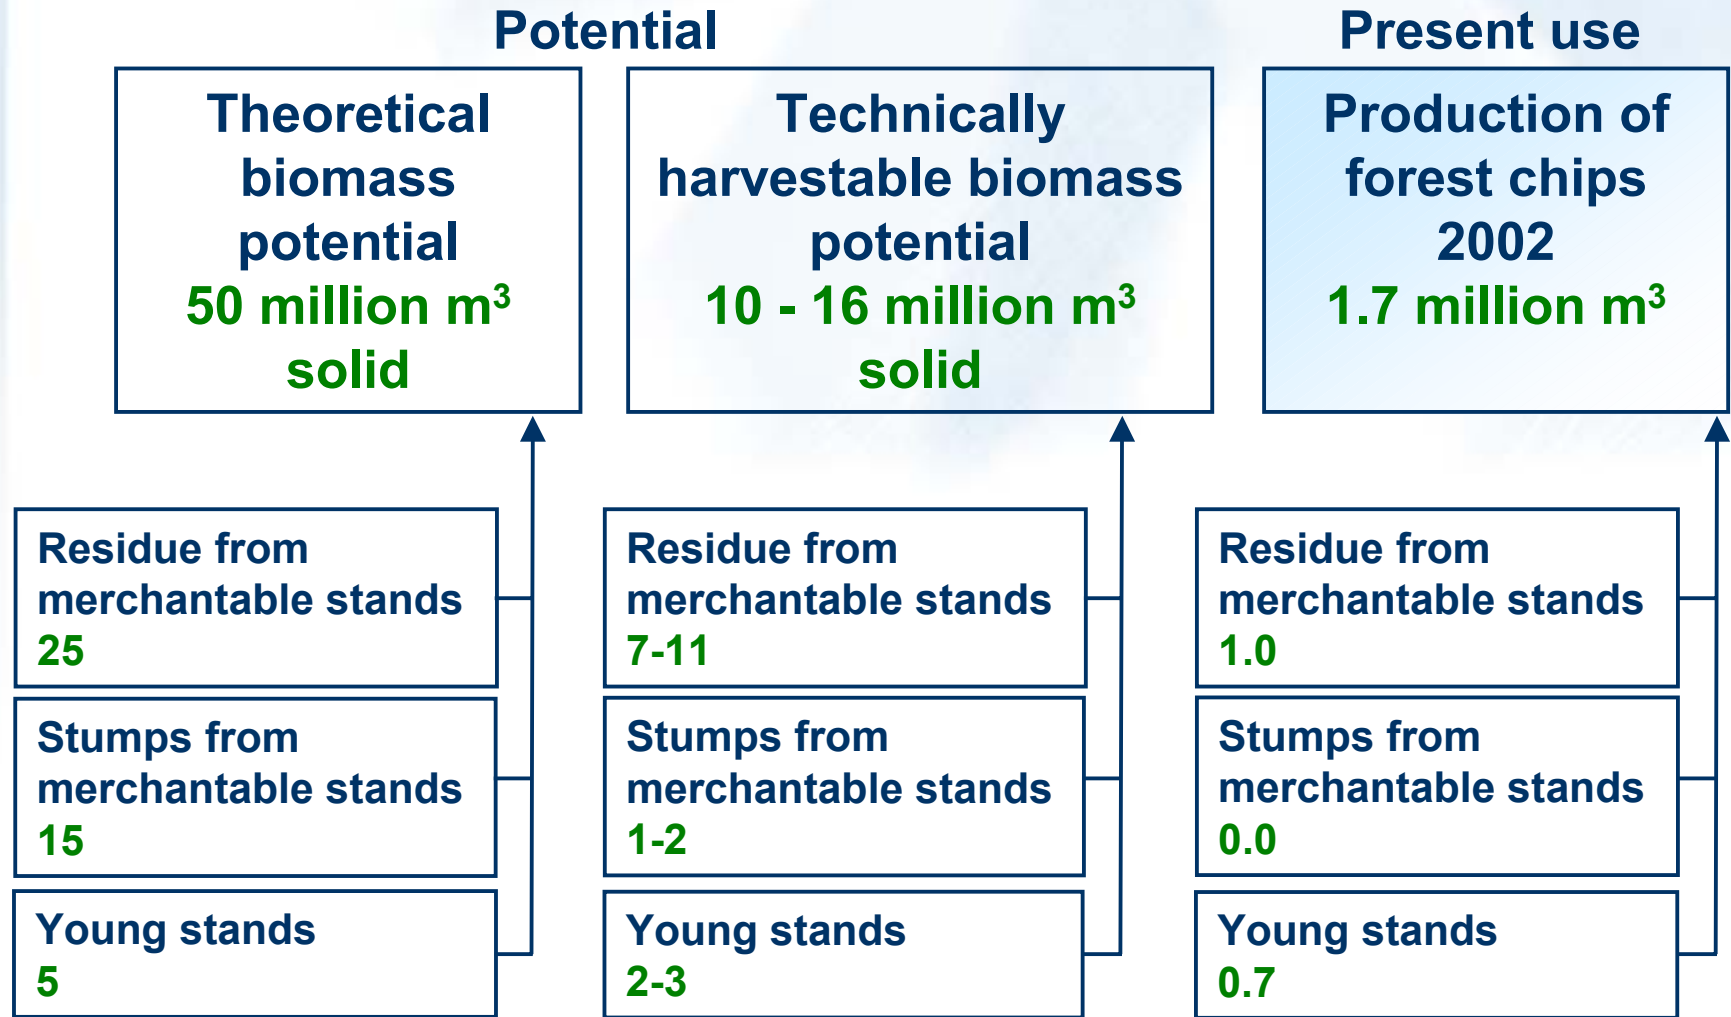 Potential
Present use
Theoretical
biomass
potential
50 million m³
solid
Technically
harvestable biomass
potential
10 - 16 million m³
solid
Production of
forest chips
2002
1.7 million m³
Residue from
merchantable stands
25
Stumps from
merchantable stands
15
Young stands
5
Residue from
merchantable stands
7-11
Stumps from
merchantable stands
1-2
Young stands
2-3
Residue from
merchantable stands
1.0
Stumps from
merchantable stands
0.0
Young stands
0.7